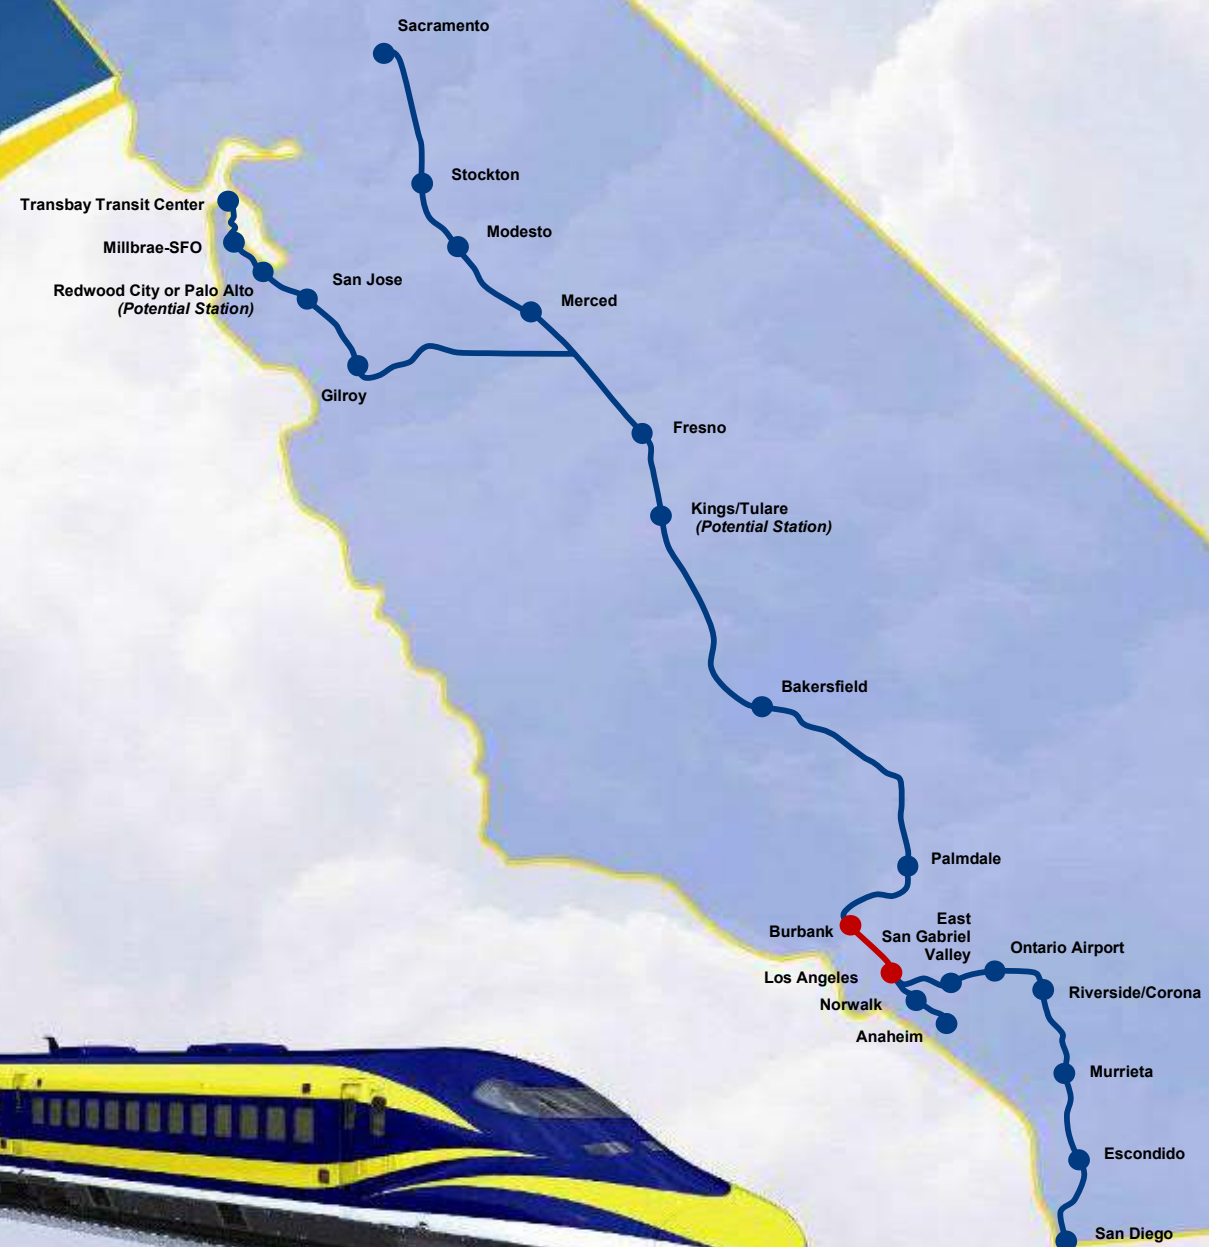 Sacramento
Stockton
Transbay Transit Center
Modesto
Millbrae-SFO
San Jose
Redwood City or Palo Alto
(Potential Station)
Merced
Gilroy
Fresno
Kings/Tulare
(Potential Station)
Bakersfield
Palmdale
Burbank
East
San Gabriel
Valley
Ontario Airport
Los Angeles
Riverside/Corona
Norwalk
Anaheim
Murrieta
Escondido
San Diego